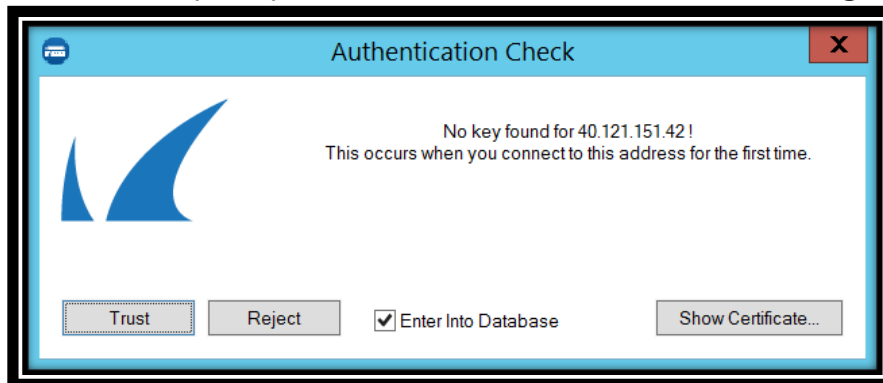 Authentication Check
X
No key found for 40.121.151.42 !
This occurs when you connect to this address for the first time.
Trust
Reject
Enter Into Database
Show Certificate...